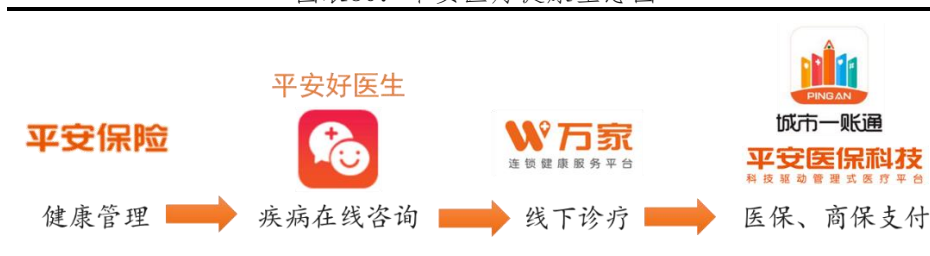 平安好医生
平安保险
万家
连锁健康服务平台
PING AN
城市一账通
平安医保科技
科技驱动管理式医疗平台
健康管理
疾病在线咨询
线下诊疗
医保、商保支付